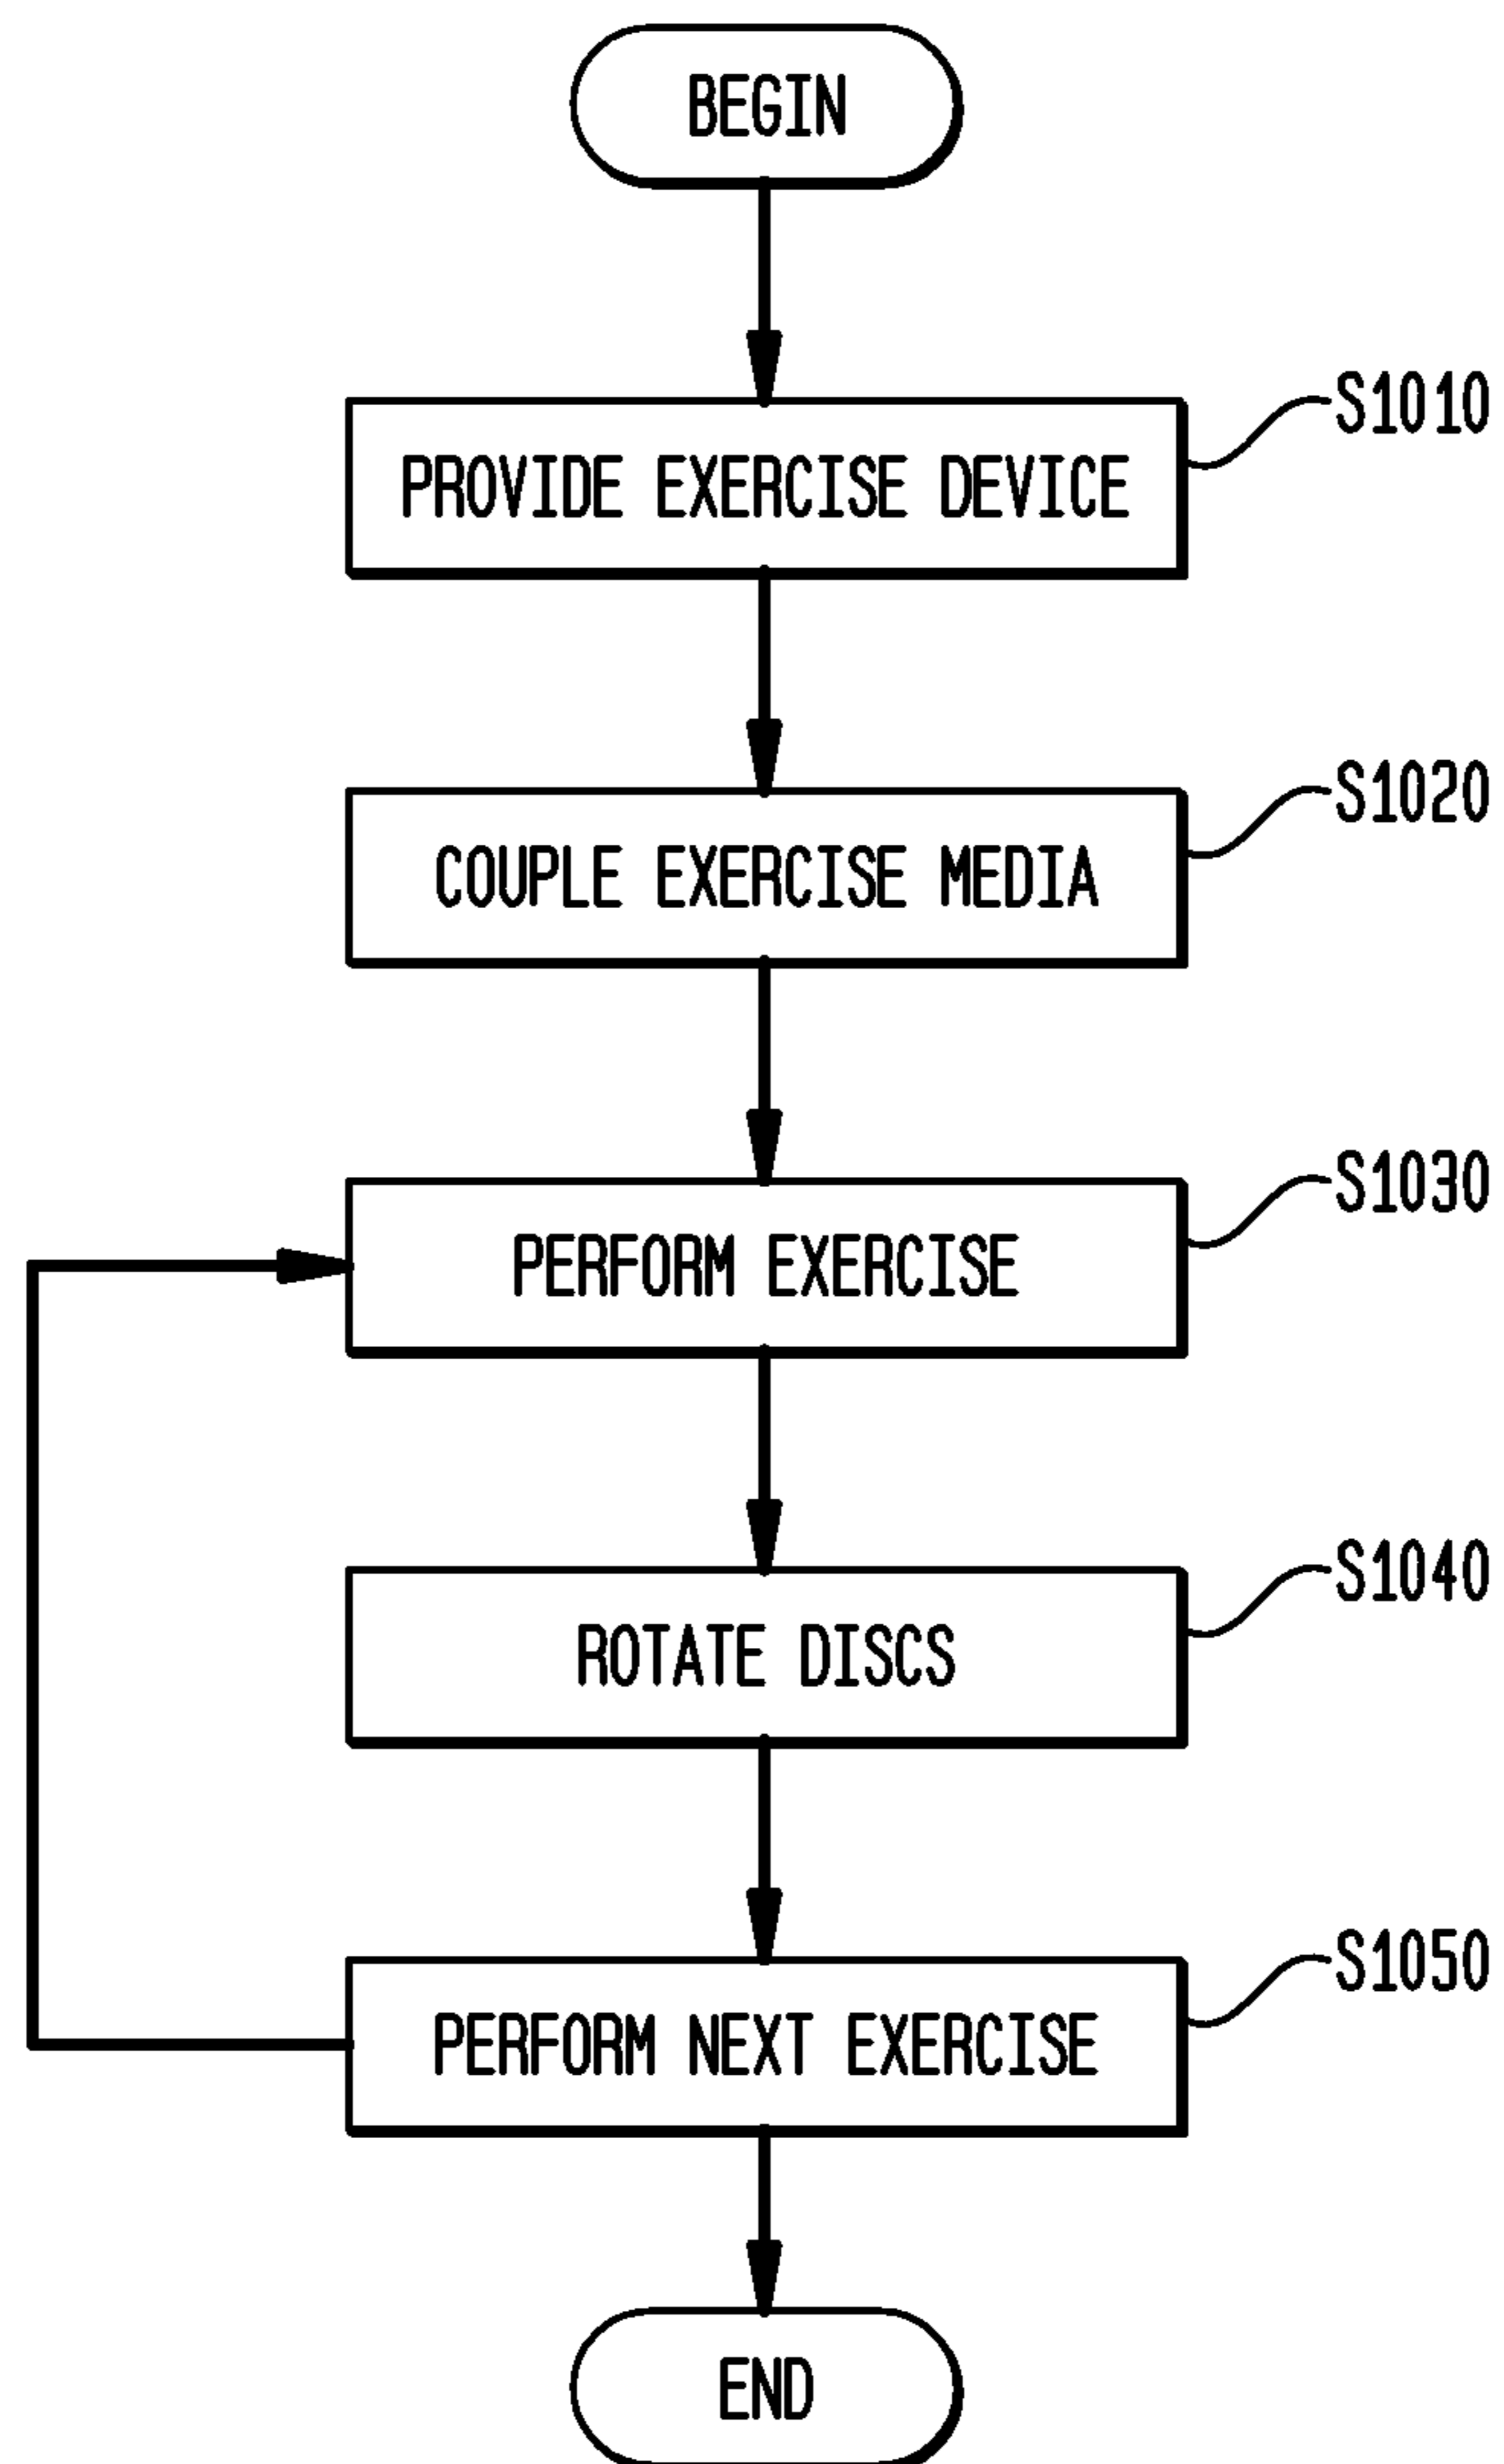 BEGIN
PROVIDE EXERCISE DEVICE
S1010
COUPLE EXERCISE MEDIA
S1020
PERFORM EXERCISE
S1030
ROTATE DISCS
S1040
PERFORM NEXT EXERCISE
S1050
END